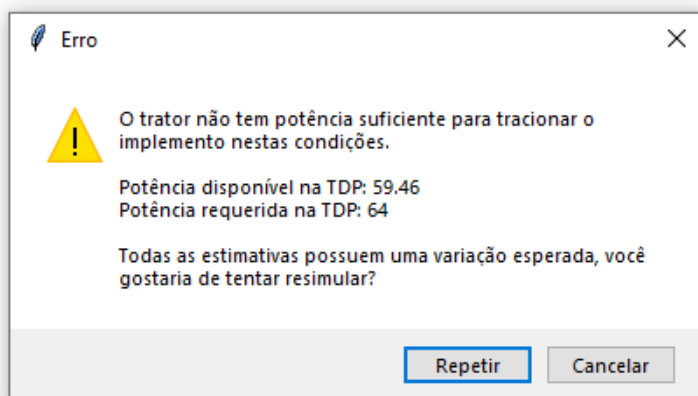 Erro
O trator não tem potência suficiente para tracionar o
implemento nestas condições.
Potência disponível na TDP: 59.46
Potência requerida na TDP: 64
Todas as estimativas possuem uma variação esperada, você
gostaria de tentar resimular?
Repetir
Cancelar